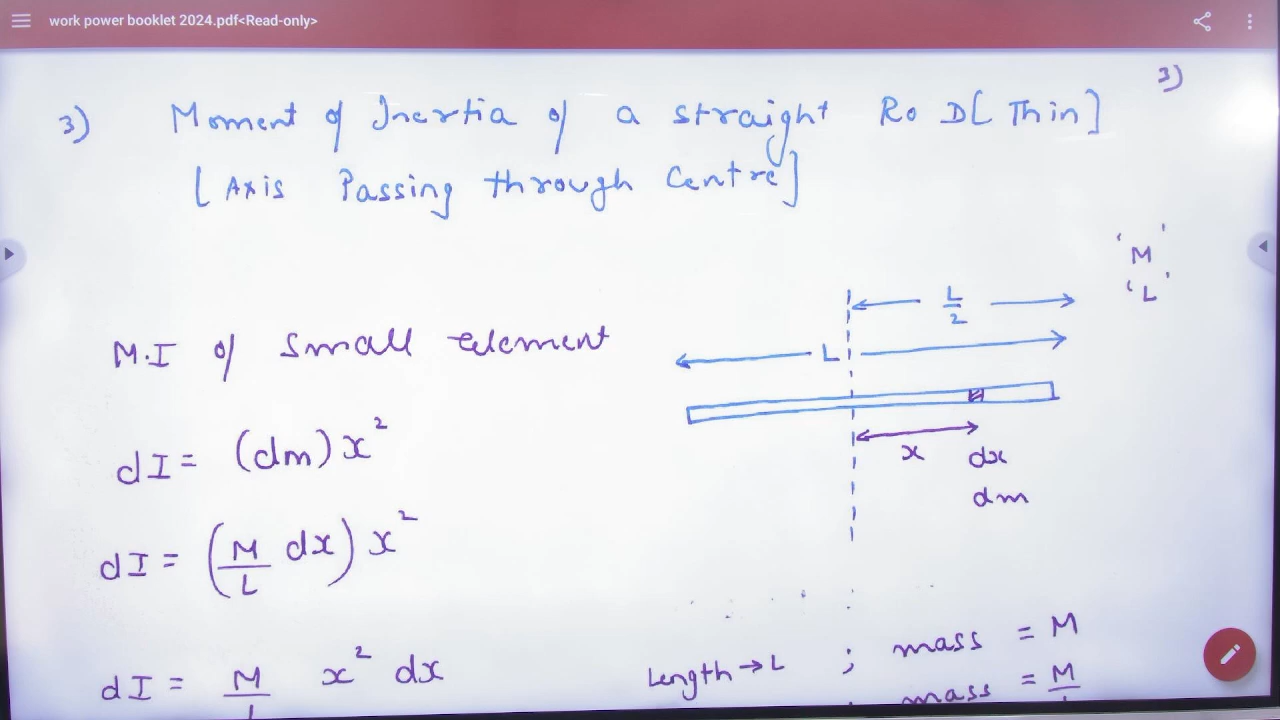 work power booklet 2024.pdf<Read-only>
3)
3) Moment of Inertia of a straight RoD [Thin]
[Axis Passing through Centre]
'M'
'L'
L/2
M.I of Small element
L
dI = (dm) x²
x dx
dm
dI = (M/L dx) x²
Length → L ; mass = M
dI = M/L x² dx
mass = M